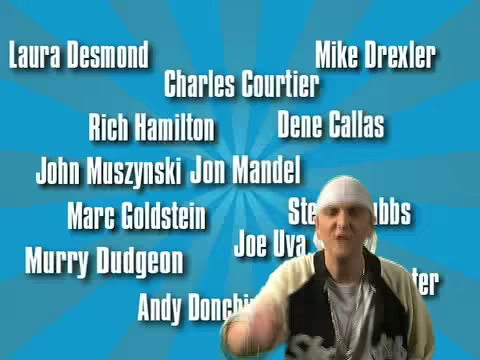 Laura Desmond
Mike Drexler
Charles Courtier
Rich Hamilton
Dene Callas
John Muszynski
Jon Mandel
Marc Goldstein
Joe Uva
Murry Dudgeon
Andy